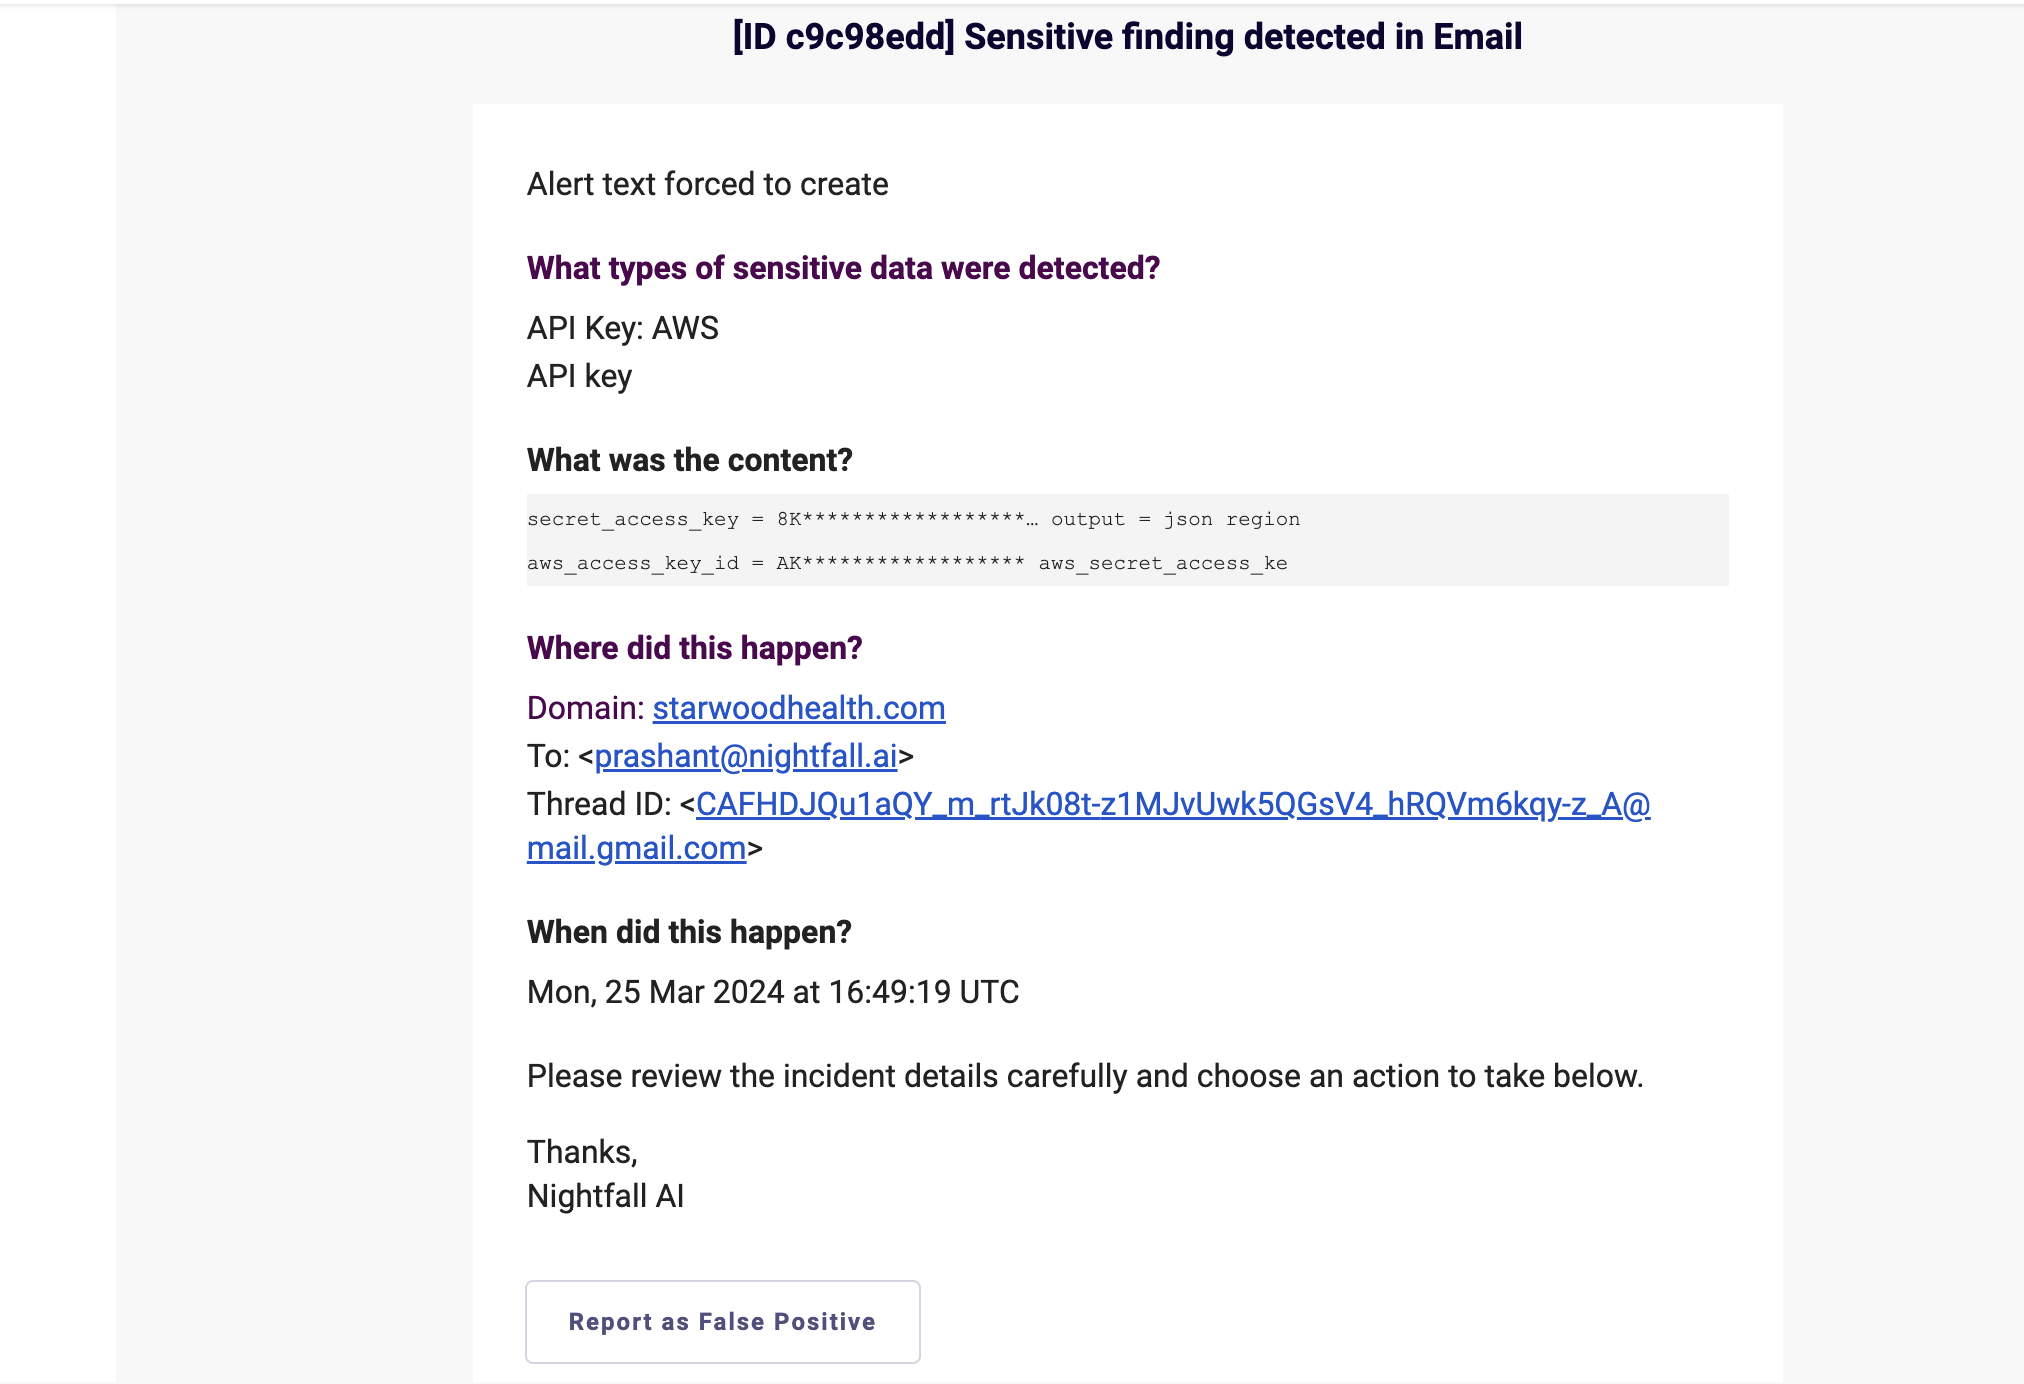 [ID c9c98edd] Sensitive finding detected in Email
Alert text forced to create
What types of sensitive data were detected?
API Key: AWS
API key
What was the content?
secret_access_key = 8K******************… output = json region
aws_access_key_id = AK****************** aws_secret_access_ke
Where did this happen?
Domain: starwoodhealth.com
To: <prashant@nightfall.ai>
Thread ID: <CAFHDJQu1aQY_m_rtJk08t-z1MJvUwk5QGsV4_hRQVm6kqy-z_A@
mail.gmail.com>
When did this happen?
Mon, 25 Mar 2024 at 16:49:19 UTC
Please review the incident details carefully and choose an action to take below.
Thanks,
Nightfall AI
Report as False Positive